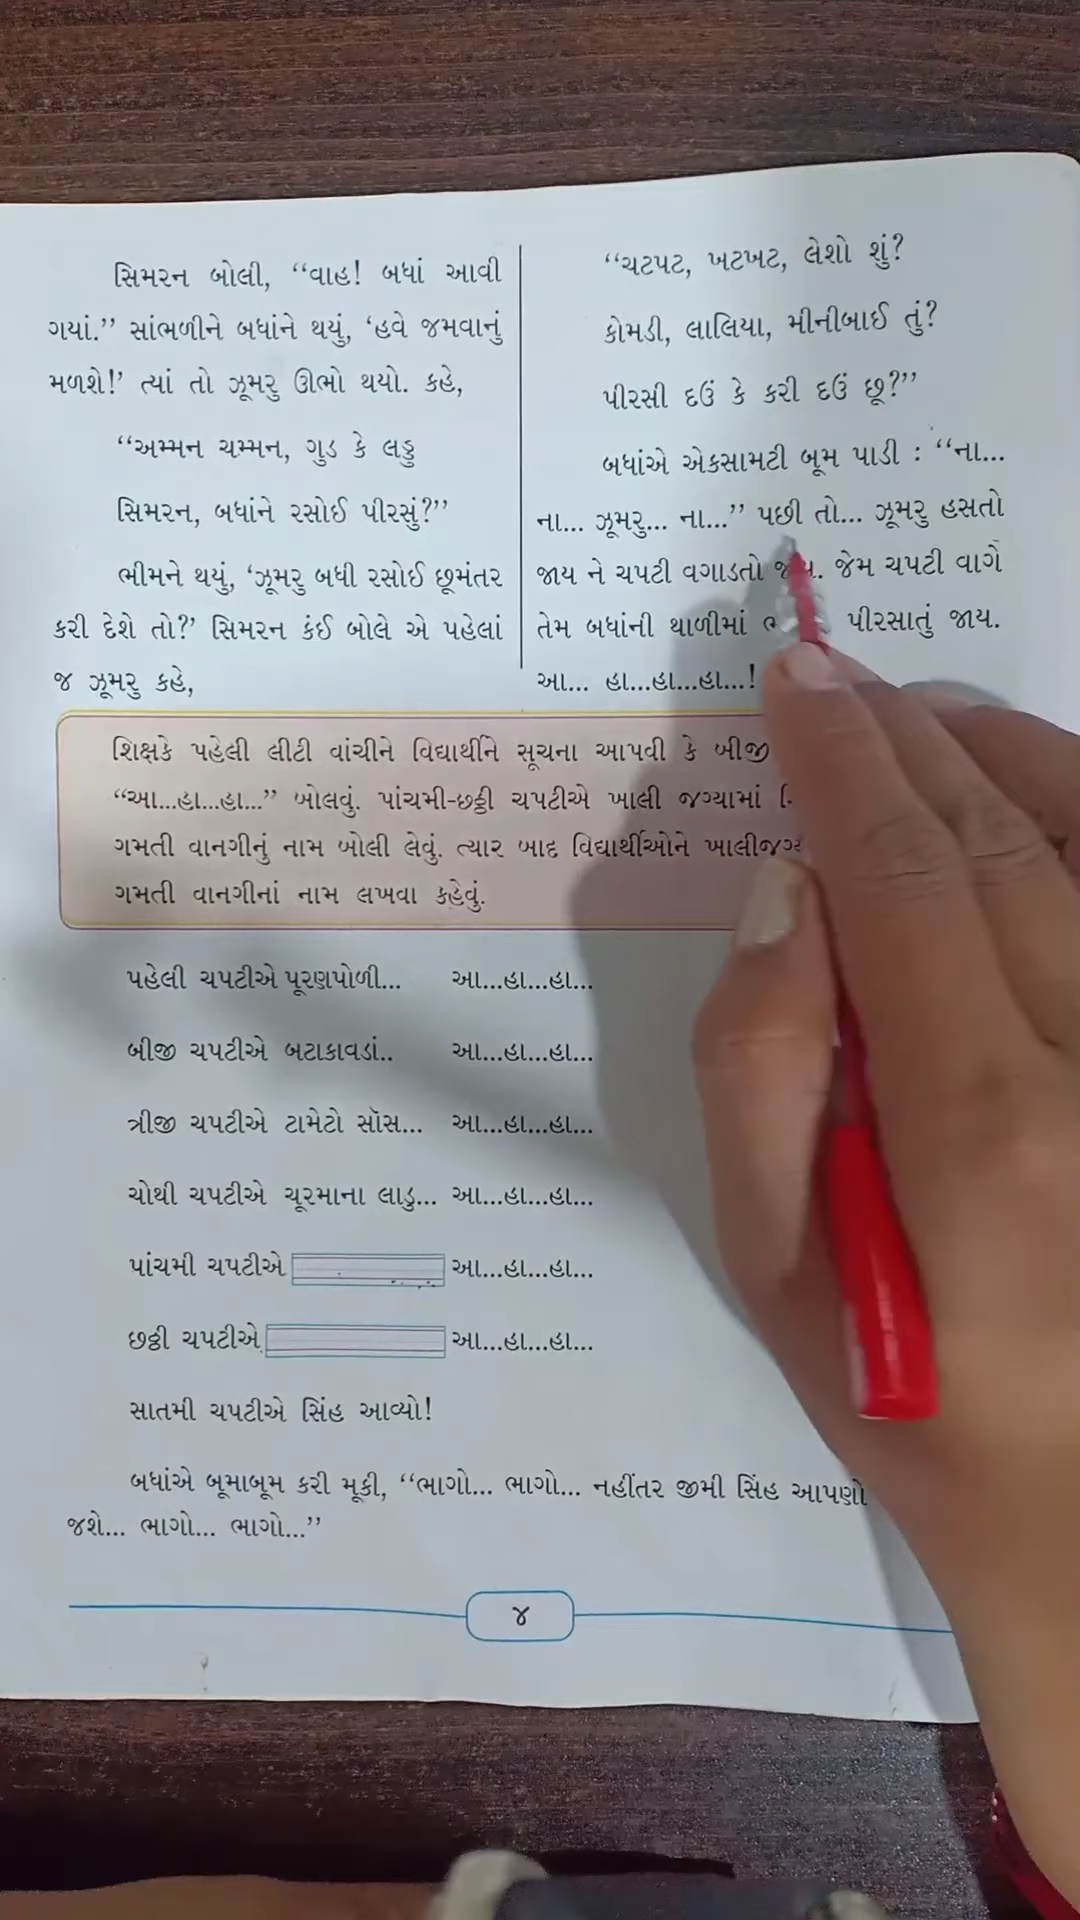 સિમરન બોલી, “વાહ! બધાં આવી
ગયાં.” સાંભળીને બધાંને થયું, ‘હવે જમવાનું
મળશે!’ ત્યાં તો ઝૂમરુ ઊભો થયો. કહે,
“અમ્મન ચમ્મન, ગુડ કે લડ્ડુ
સિમરન, બધાંને રસોઈ પીરસું?”
ભીમને થયું, ‘ઝૂમરુ બધી રસોઈ છૂમંતર
કરી દેશે તો?’ સિમરન કંઈ બોલે એ પહેલાં
જ ઝૂમરુ કહે,
“ચટપટ, ખટખટ, લેશો શું?
કોમડી, લાલિયા, મીનીબાઈ તું?
પીરસી દઉં કે કરી દઉં છૂ?”
બધાંએ એકસામટી બૂમ પાડી : “ના...
ના... ઝૂમરુ... ના...” પછી તો... ઝૂમરુ હસતો
જાય ને ચપટી વગાડતો જેમ ચપટી વાગે
તેમ બધાંની થાળીમાં પીરસાતું જાય.
આ... હા...હા...હા...!
શિક્ષકે પહેલી લીટી વાંચીને વિદ્યાર્થીને સૂચના આપવી કે બીજી
“આ...હા...હા...” બોલવું. પાંચમી-છઠ્ઠી ચપટીએ ખાલી જગ્યામાં
ગમતી વાનગીનું નામ બોલી લેવું. ત્યાર બાદ વિદ્યાર્થીઓને
ગમતી વાનગીનાં નામ લખવા કહેવું.
પહેલી ચપટીએ પૂરણપોળી... આ...હા...હા...
બીજી ચપટીએ બટાકાવડાં.. આ...હા...હા...
ત્રીજી ચપટીએ ટામેટો સૉસ... આ...હા...હા...
ચોથી ચપટીએ ચૂરમાના લાડુ... આ...હા...હા...
પાંચમી ચપટીએ આ...હા...હા...
છઠ્ઠી ચપટીએ આ...હા...હા...
સાતમી ચપટીએ સિંહ આવ્યો!
બધાંએ બૂમાબૂમ કરી મૂકી, “ભાગો... ભાગો... નહીંતર જીમી સિંહ આપણો
જશે... ભાગો... ભાગો...”
૪